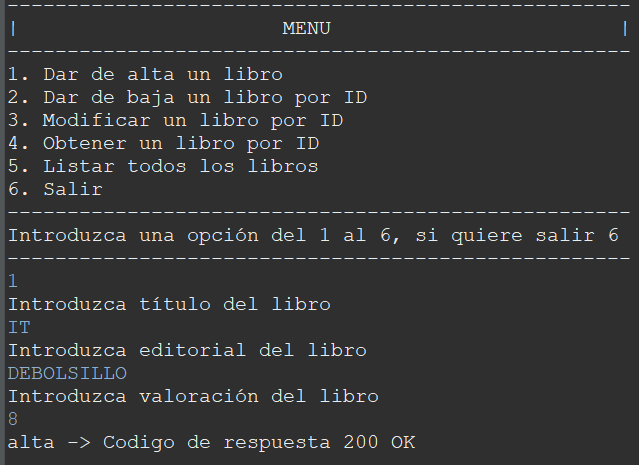 ----------------------------------------------------
|                      MENU                        |
----------------------------------------------------
1. Dar de alta un libro
2. Dar de baja un libro por ID
3. Modificar un libro por ID
4. Obtener un libro por ID
5. Listar todos los libros
6. Salir
----------------------------------------------------
Introduzca una opción del 1 al 6, si quiere salir 6
----------------------------------------------------
1
Introduzca título del libro
IT
Introduzca editorial del libro
DEBOLSILLO
Introduzca valoración del libro
8
alta -> Codigo de respuesta 200 OK